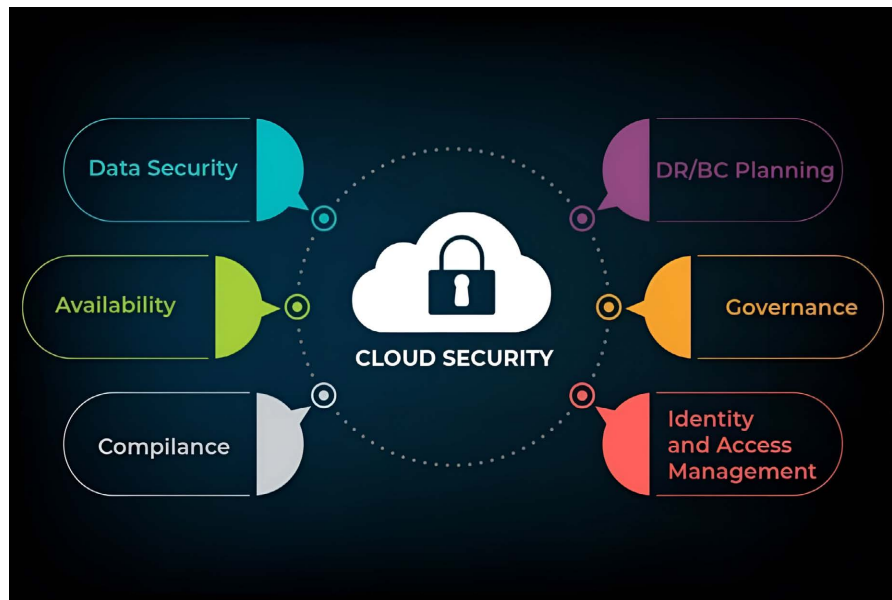 Data Security
DR/BC Planning
Availability
Governance
CLOUD SECURITY
Compilance
Identity
and Access
Management